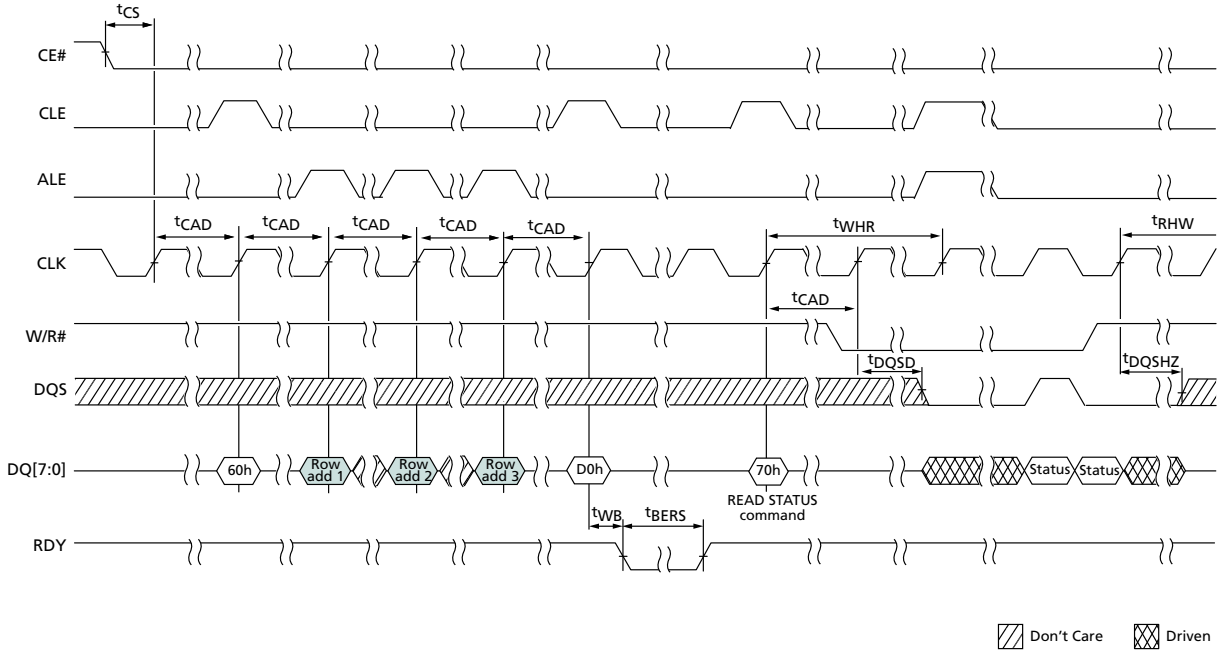 tCS
CE#
CLE
ALE
tCAD tCAD tCAD tCAD tCAD tWHR tRHW
CLK
tCAD
W/R#
tDQSD tDQSHZ
DQS
DQ[7:0] 60h Row add 1 Row add 2 Row add 3 D0h 70h Status Status
READ STATUS
command
tWB tBERS
RDY
Don't Care Driven